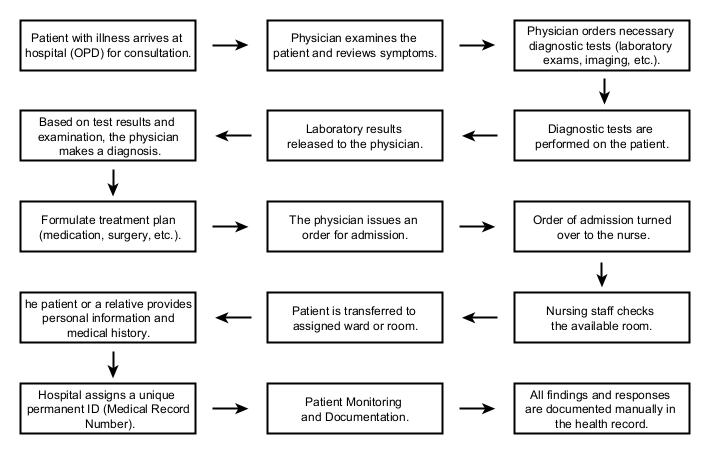 Patient with illness arrives at
hospital (OPD) for consultation.
Physician examines the
patient and reviews symptoms.
Physician orders necessary
diagnostic tests (laboratory
exams, imaging, etc.).
Diagnostic tests are
performed on the patient.
Laboratory results
released to the physician.
Based on test results and
examination, the physician
makes a diagnosis.
Formulate treatment plan
(medication, surgery, etc.).
The physician issues an
order for admission.
Order of admission turned
over to the nurse.
Nursing staff checks
the available room.
Patient is transferred to
assigned ward or room.
he patient or a relative provides
personal information and
medical history.
Hospital assigns a unique
permanent ID (Medical Record
Number).
Patient Monitoring
and Documentation.
All findings and responses
are documented manually in
the health record.